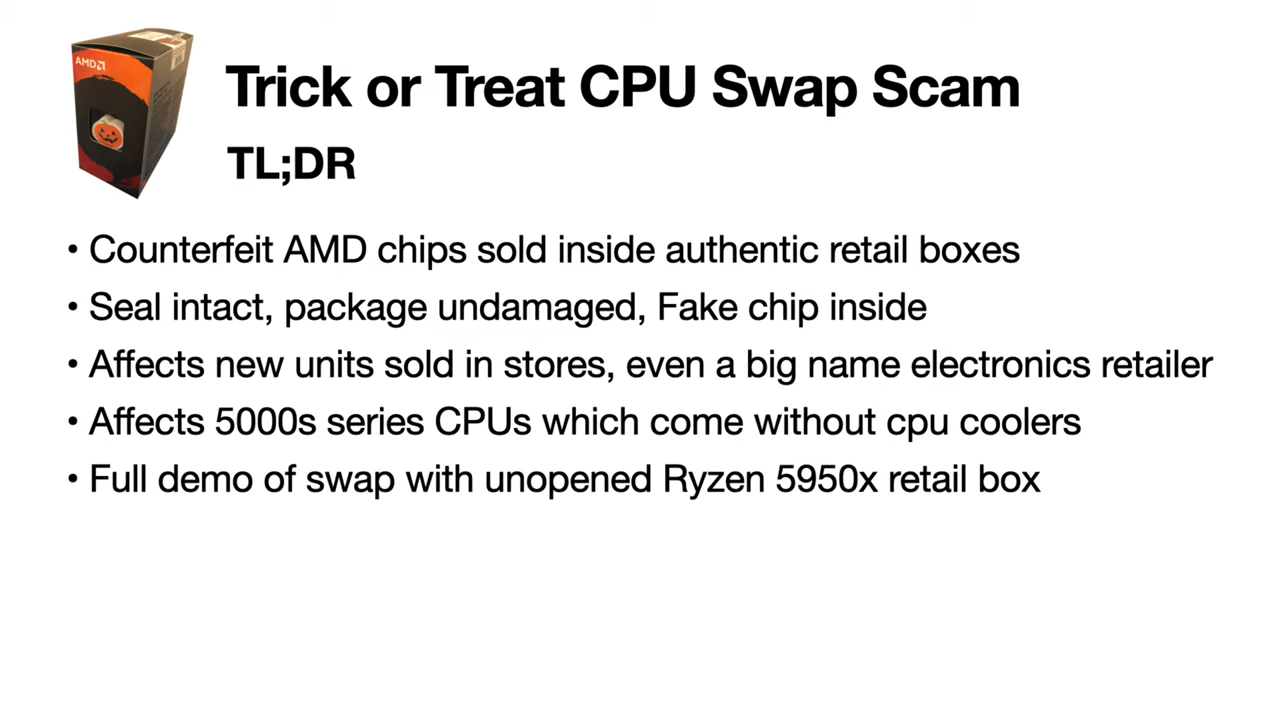 AMD
Trick or Treat CPU Swap Scam
TL;DR
• Counterfeit AMD chips sold inside authentic retail boxes
• Seal intact, package undamaged, Fake chip inside
• Affects new units sold in stores, even a big name electronics retailer
• Affects 5000s series CPUs which come without cpu coolers
• Full demo of swap with unopened Ryzen 5950x retail box